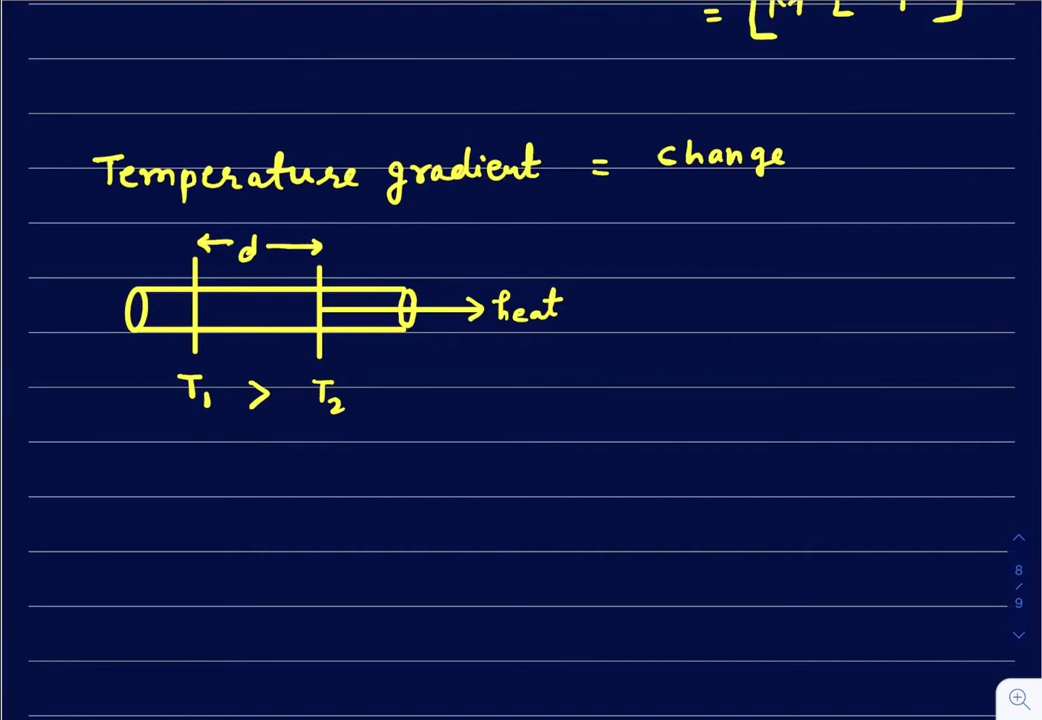 Temperature gradient = change
d
heat
T₁ > T₂
8
/
9